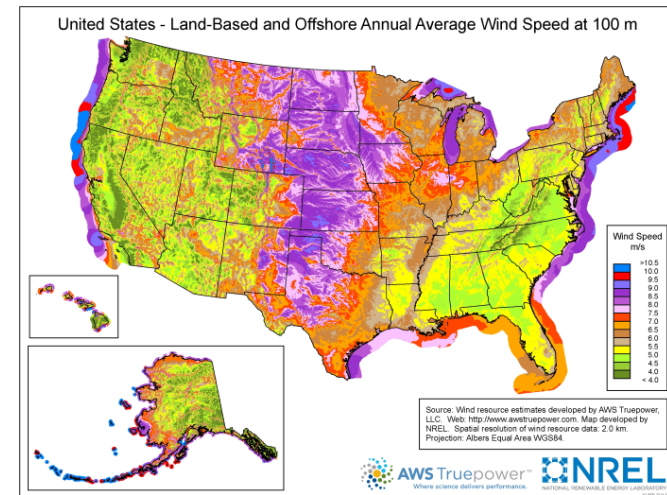 United States - Land-Based and Offshore Annual Average Wind Speed at 100 m
Wind Speed
m/s
>10.5
10.0
9.5
9.0
8.5
8.0
7.5
7.0
6.5
6.0
5.5
5.0
4.5
4.0
< 4.0
Source: Wind resource estimates developed by AWS Truepower,
LLC. Web: http://www.awstruepower.com. Map developed by
NREL. Spatial resolution of wind resource data: 2.0 km.
Projection: Albers Equal Area WGS84.
AWS Truepower™
Where science delivers performance.
NREL
NATIONAL RENEWABLE ENERGY LABORATORY